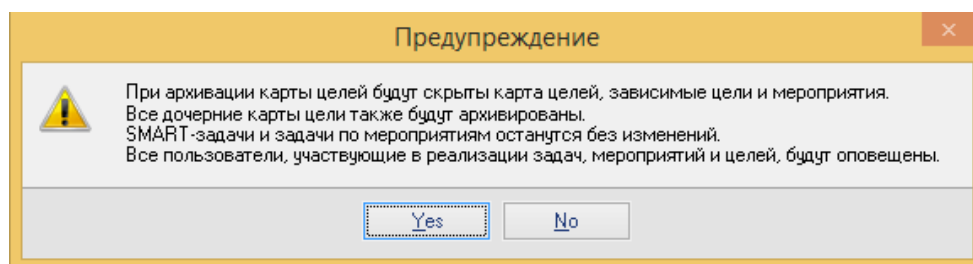 Предупреждение
При архивации карты целей будут скрыты карта целей, зависимые цели и мероприятия.
Все дочерние карты цели также будут архивированы.
SMART-задачи и задачи по мероприятиям останутся без изменений.
Все пользователи, участвующие в реализации задач, мероприятий и целей, будут оповещены.
Yes No